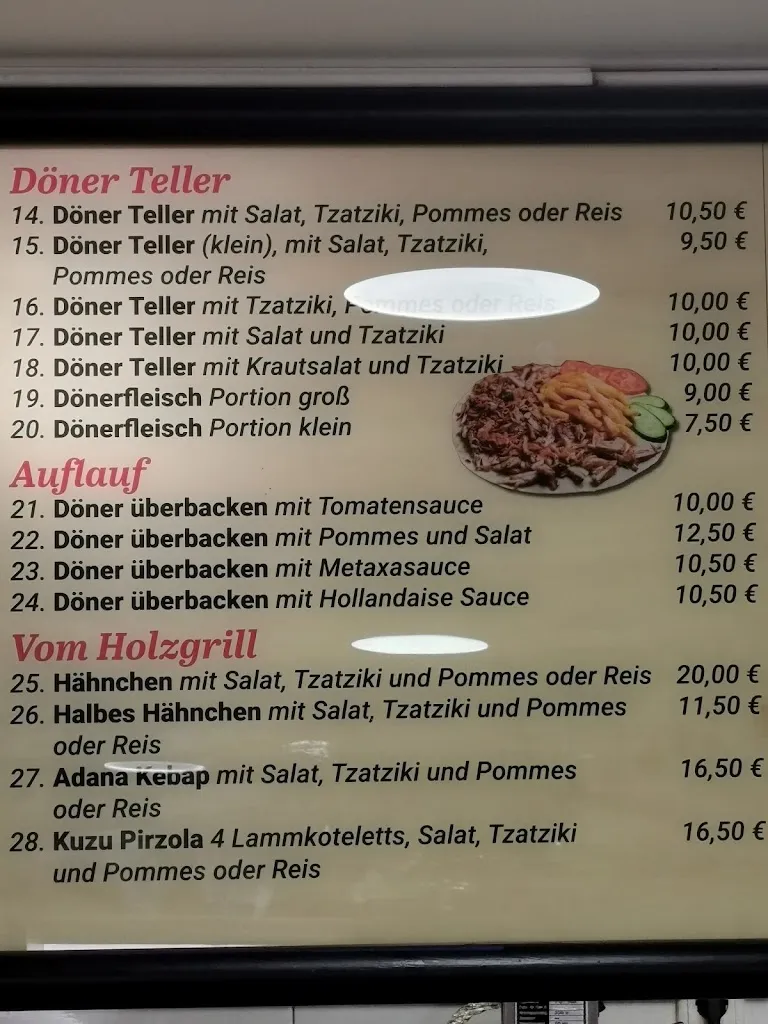 Döner Teller
14. Döner Teller mit Salat, Tzatziki, Pommes oder Reis 10,50 €
15. Döner Teller (klein), mit Salat, Tzatziki, 9,50 €
Pommes oder Reis
16. Döner Teller mit Tzatziki, Pommes oder Reis 10,00 €
17. Döner Teller mit Salat und Tzatziki 10,00 €
18. Döner Teller mit Krautsalat und Tzatziki 10,00 €
19. Dönerfleisch Portion groß 9,00 €
20. Dönerfleisch Portion klein 7,50 €
Auflauf
21. Döner überbacken mit Tomatensauce 10,00 €
22. Döner überbacken mit Pommes und Salat 12,50 €
23. Döner überbacken mit Metaxasauce 10,50 €
24. Döner überbacken mit Hollandaise Sauce 10,50 €
Vom Holzgrill
25. Hähnchen mit Salat, Tzatziki und Pommes oder Reis 20,00 €
26. Halbes Hähnchen mit Salat, Tzatziki und Pommes 11,50 €
oder Reis
27. Adana Kebap mit Salat, Tzatziki und Pommes 16,50 €
oder Reis
28. Kuzu Pirzola 4 Lammkoteletts, Salat, Tzatziki 16,50 €
und Pommes oder Reis